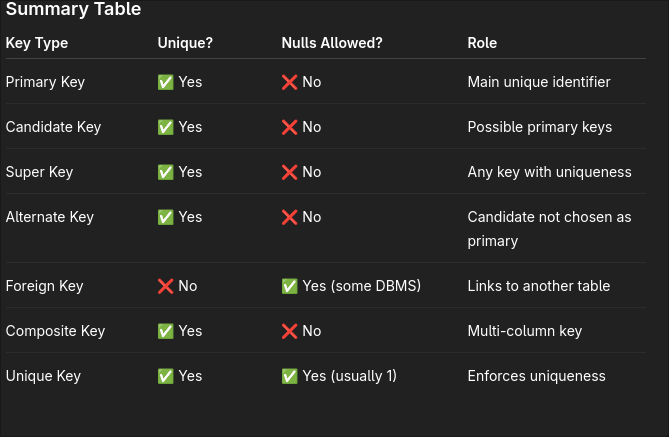 Summary Table
Key Type Unique? Nulls Allowed? Role
Primary Key ✅ Yes ❌ No Main unique identifier
Candidate Key ✅ Yes ❌ No Possible primary keys
Super Key ✅ Yes ❌ No Any key with uniqueness
Alternate Key ✅ Yes ❌ No Candidate not chosen as
primary
Foreign Key ❌ No ✅ Yes (some DBMS) Links to another table
Composite Key ✅ Yes ❌ No Multi-column key
Unique Key ✅ Yes ✅ Yes (usually 1) Enforces uniqueness